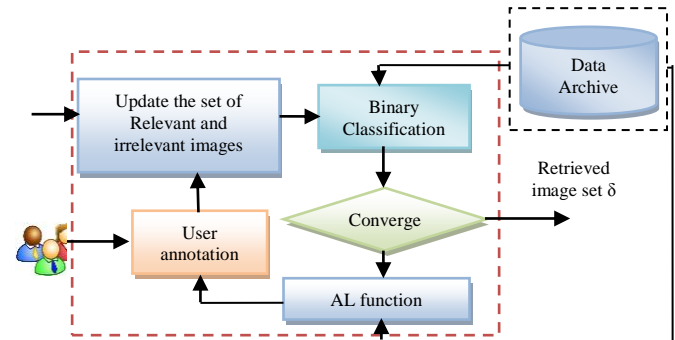 Update the set of
Relevant and
irrelevant images
Binary
Classification
Data
Archive
Retrieved
image set δ
Converge
User
annotation
AL function